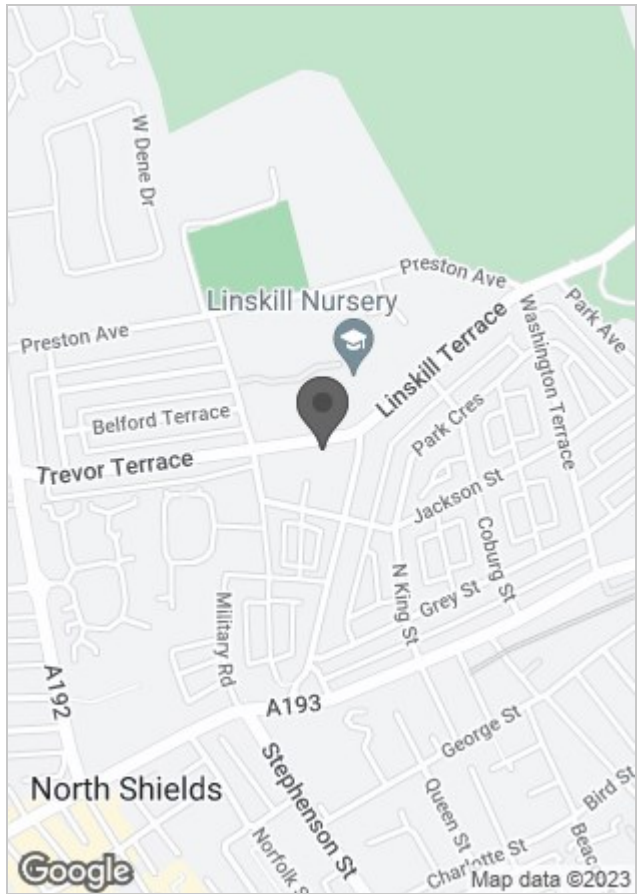 W Dene Dr
Preston Ave
Linskill Nursery
Preston Ave
Park Ave
Washington Terrace
Linskill Terrace
Belford Terrace
Park Cres
Trevor Terrace
Jackson St
Coburg St
N King St
Grey St
Military Rd
A192
A193
George St
Stephenson St
North Shields
Queen St
Bird St
Norfolk S
Charlotte St
Beac
Google
Map data ©2023